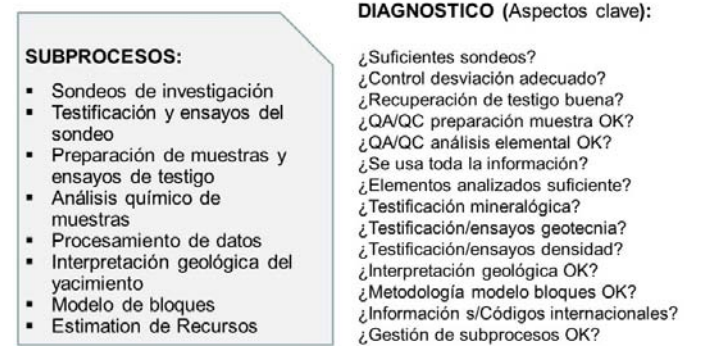 SUBPROCESOS:
▪ Sondeos de investigación
▪ Testificación y ensayos del
sondeo
▪ Preparación de muestras y
ensayos de testigo
▪ Análisis químico de
muestras
▪ Procesamiento de datos
▪ Interpretación geológica del
yacimiento
▪ Modelo de bloques
▪ Estimation de Recursos
DIAGNOSTICO (Aspectos clave):
¿Suficientes sondeos?
¿Control desviación adecuado?
¿Recuperación de testigo buena?
¿QA/QC preparación muestra OK?
¿QA/QC análisis elemental OK?
¿Se usa toda la información?
¿Elementos analizados suficiente?
¿Testificación mineralógica?
¿Testificación/ensayos geotecnia?
¿Testificación/ensayos densidad?
¿Interpretación geológica OK?
¿Metodología modelo bloques OK?
¿Información s/Códigos internacionales?
¿Gestión de subprocesos OK?